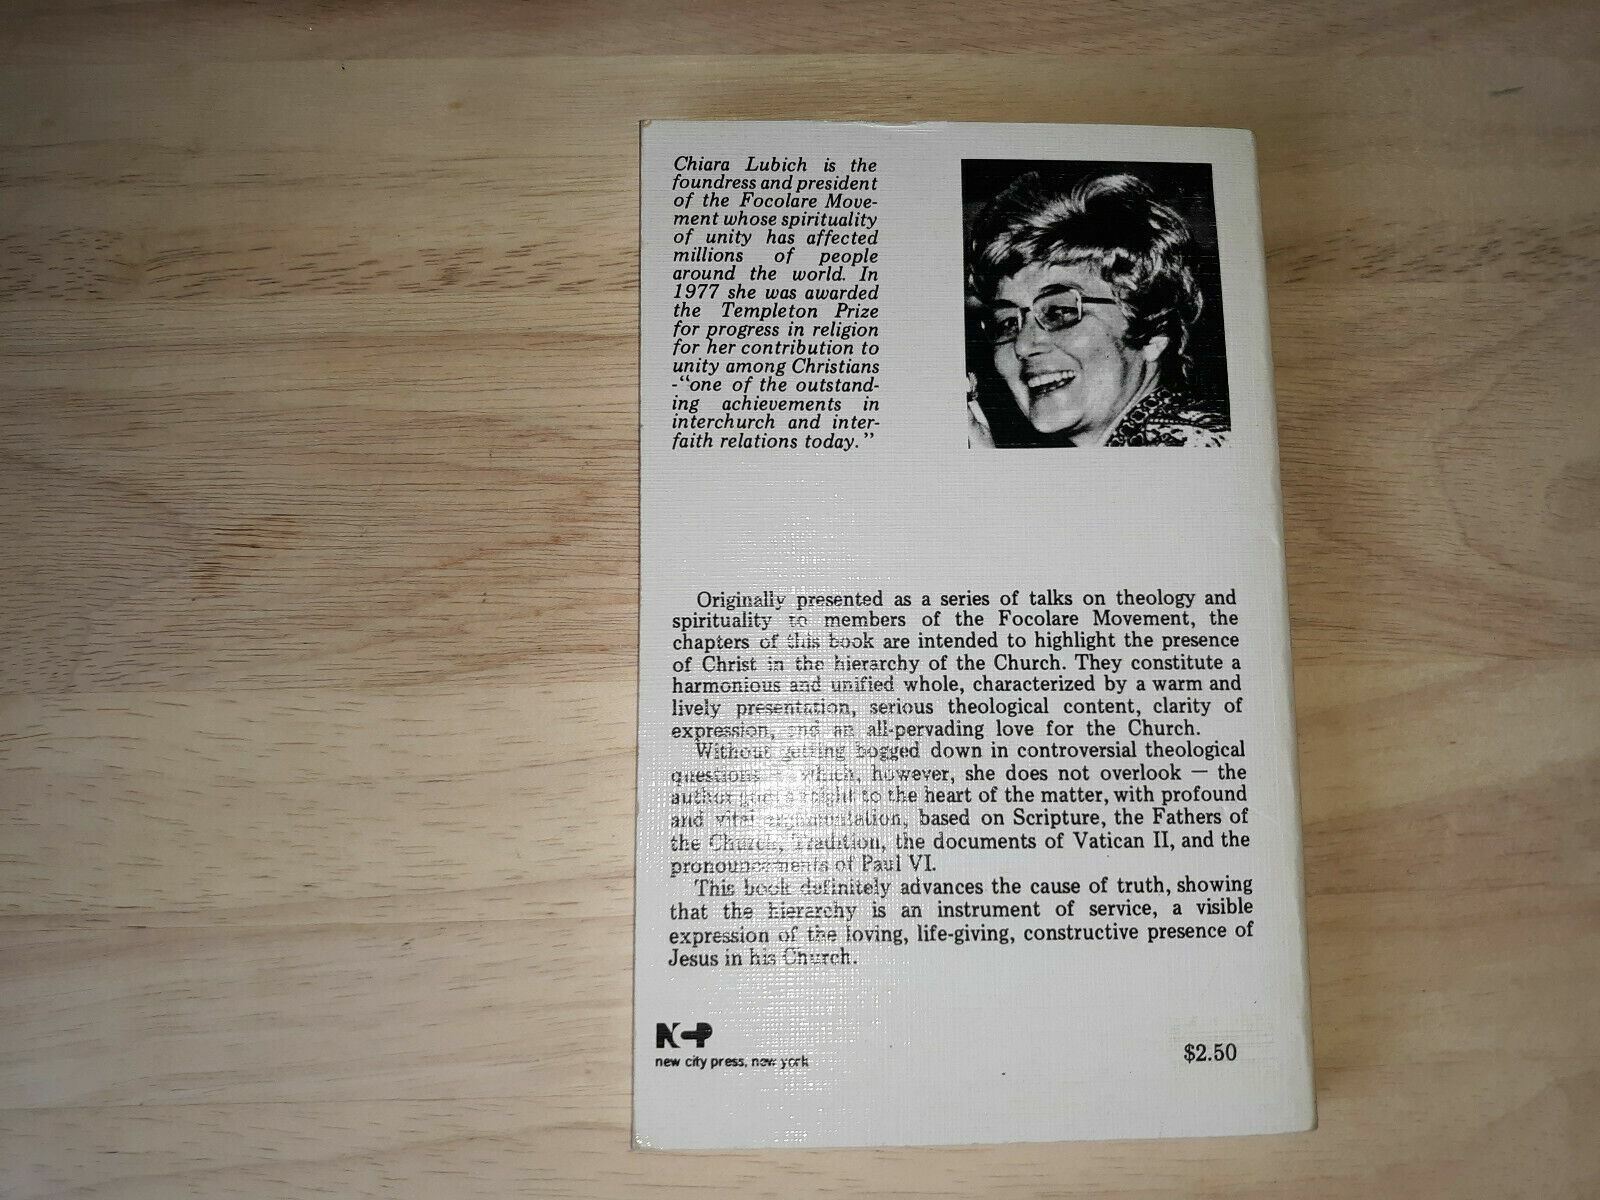 Chiara Lubich is the
foundress and president
of the Focolare Move-
ment whose spirituality
of unity has affected
millions of people
around the world. In
1977 she was awarded
the Templeton Prize
for progress in religion
for her contribution to
unity among Christians
-"one of the outstand-
ing achievements in
interchurch and inter-
faith relations today."
Originally presented as a series of talks on theology and
spirituality to members of the Focolare Movement, the
chapters of this book are intended to highlight the presence
of Christ in the hierarchy of the Church. They constitute a
harmonious and unified whole, characterized by a warm and
lively presentation, serious theological content, clarity of
expression, and an all-pervading love for the Church.
Without getting bogged down in controversial theological
questions — which, however, she does not overlook — the
author goes right to the heart of the matter, with profound
and vital argumentation, based on Scripture, the Fathers of
the Church, Tradition, the documents of Vatican II, and the
pronouncements of Paul VI.
This book definitely advances the cause of truth, showing
that the hierarchy is an instrument of service, a visible
expression of the loving, life-giving, constructive presence of
Jesus in his Church.
NCP
new city press, new york
$2.50